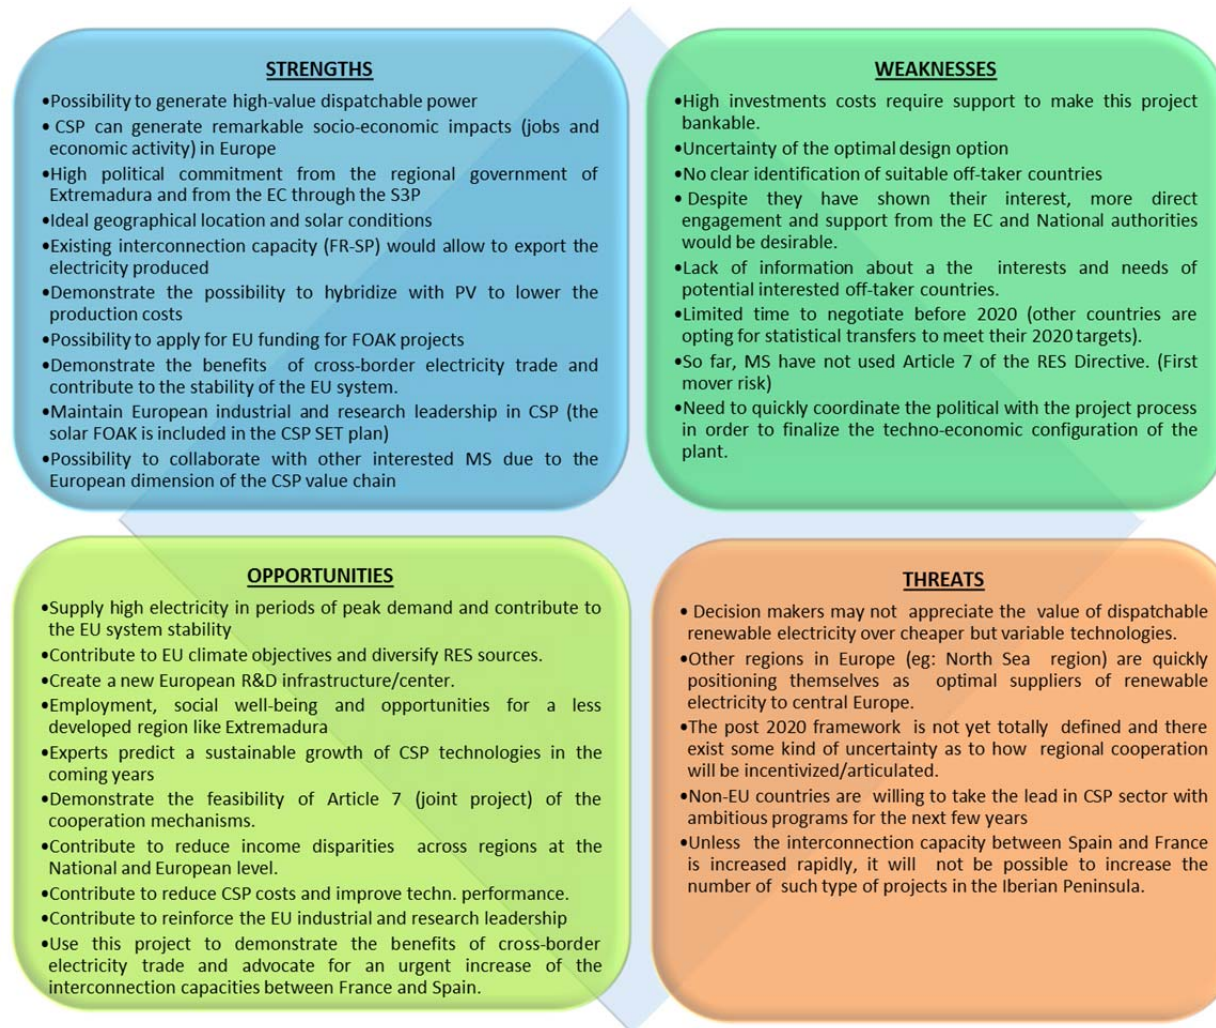 STRENGTHS
•Possibility to generate high-value dispatchable power
• CSP can generate remarkable socio-economic impacts (jobs and
economic activity) in Europe
•High political commitment from the regional government of
Extremadura and from the EC through the S3P
•Ideal geographical location and solar conditions
•Existing interconnection capacity (FR-SP) would allow to export the
electricity produced
•Demonstrate the possibility to hybridize with PV to lower the
production costs
•Possibility to apply for EU funding for FOAK projects
•Demonstrate the benefits of cross-border electricity trade and
contribute to the stability of the EU system.
•Maintain European industrial and research leadership in CSP (the
solar FOAK is included in the CSP SET plan)
•Possibility to collaborate with other interested MS due to the
European dimension of the CSP value chain
WEAKNESSES
•High investments costs require support to make this project
bankable.
•Uncertainty of the optimal design option
•No clear identification of suitable off-taker countries
• Despite they have shown their interest, more direct
engagement and support from the EC and National authorities
would be desirable.
•Lack of information about a the interests and needs of
potential interested off-taker countries.
•Limited time to negotiate before 2020 (other countries are
opting for statistical transfers to meet their 2020 targets).
•So far, MS have not used Article 7 of the RES Directive. (First
mover risk)
•Need to quickly coordinate the political with the project process
in order to finalize the techno-economic configuration of the
plant.
OPPORTUNITIES
•Supply high electricity in periods of peak demand and contribute to
the EU system stability
•Contribute to EU climate objectives and diversify RES sources.
•Create a new European R&D infrastructure/center.
•Employment, social well-being and opportunities for a less
developed region like Extremadura
•Experts predict a sustainable growth of CSP technologies in the
coming years
•Demonstrate the feasibility of Article 7 (joint project) of the
cooperation mechanisms.
•Contribute to reduce income disparities across regions at the
National and European level.
•Contribute to reduce CSP costs and improve techn. performance.
•Contribute to reinforce the EU industrial and research leadership
•Use this project to demonstrate the benefits of cross-border
electricity trade and advocate for an urgent increase of the
interconnection capacities between France and Spain.
THREATS
• Decision makers may not appreciate the value of dispatchable
renewable electricity over cheaper but variable technologies.
•Other regions in Europe (eg: North Sea region) are quickly
positioning themselves as optimal suppliers of renewable
electricity to central Europe.
•The post 2020 framework is not yet totally defined and there
exist some kind of uncertainty as to how regional cooperation
will be incentivized/articulated.
•Non-EU countries are willing to take the lead in CSP sector with
ambitious programs for the next few years
•Unless the interconnection capacity between Spain and France
is increased rapidly, it will not be possible to increase the
number of such type of projects in the Iberian Peninsula.